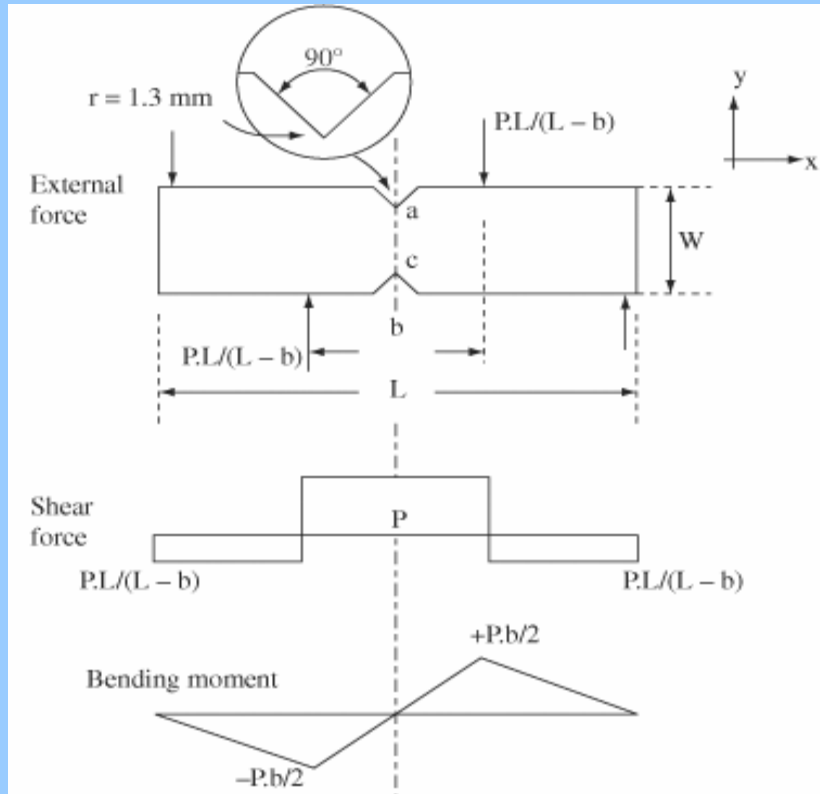 90°
r = 1.3 mm
P.L/(L – b)
y
x
External
force
a
W
c
b
P.L/(L – b)
L
Shear
force
P
P.L/(L – b)
P.L/(L – b)
+P.b/2
Bending moment
–P.b/2